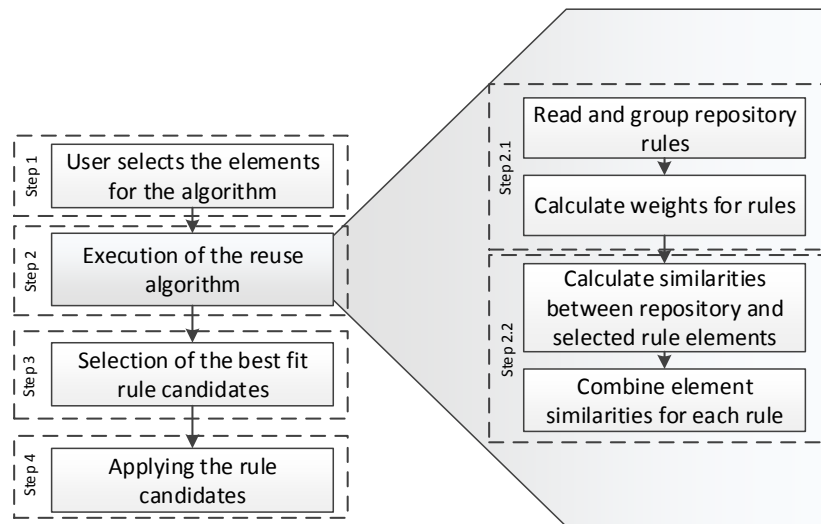 Step 1
User selects the elements
for the algorithm
Step 2
Execution of the reuse
algorithm
Step 3
Selection of the best fit
rule candidates
Step 4
Applying the rule
candidates
Step 2.1
Read and group repository
rules
Calculate weights for rules
Step 2.2
Calculate similarities
between repository and
selected rule elements
Combine element
similarities for each rule